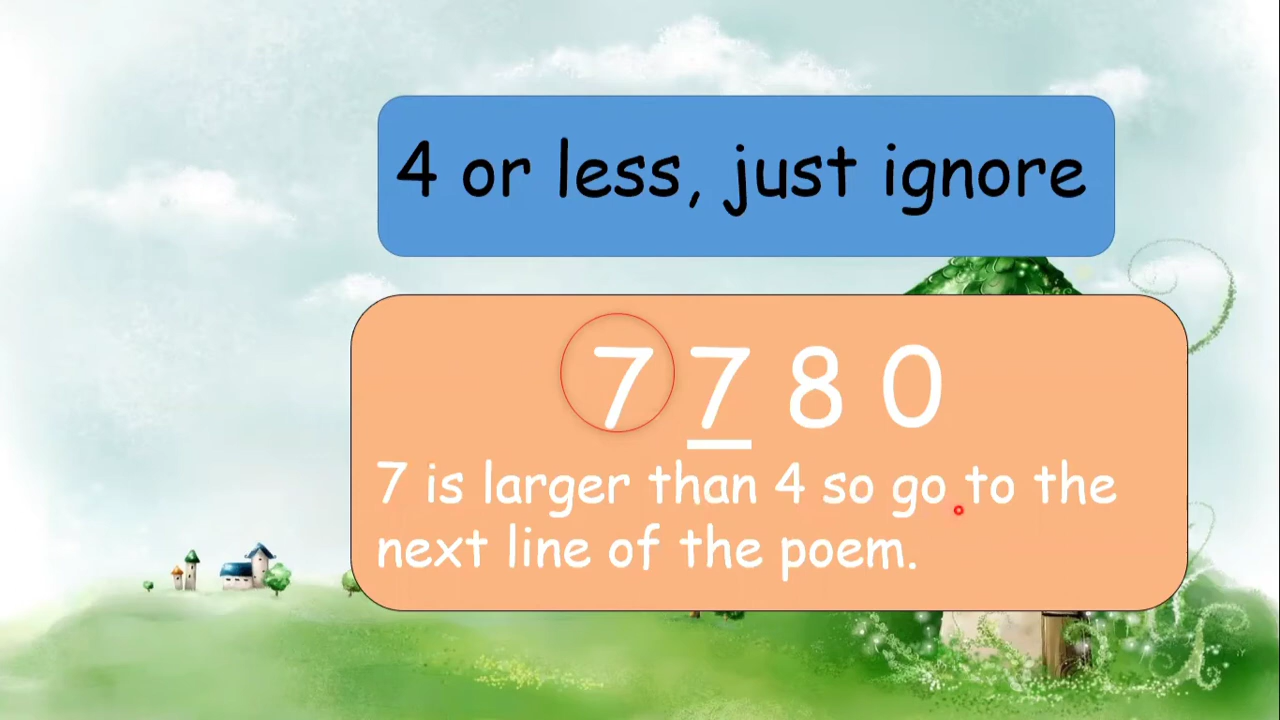 4 or less, just ignore
7 7 8 0
7 is larger than 4 so go to the
next line of the poem.